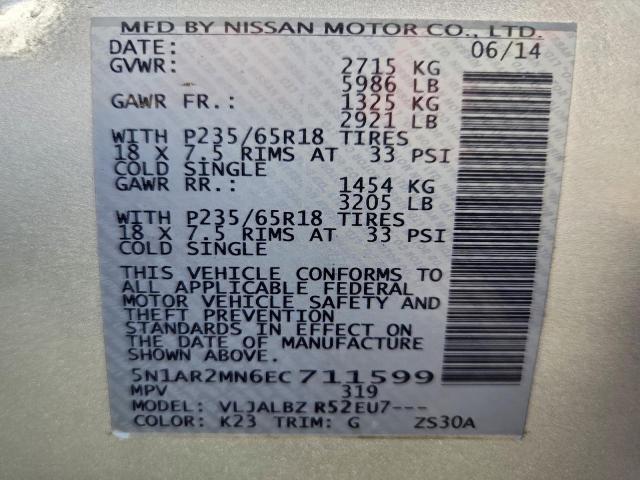 MFD BY NISSAN MOTOR CO., LTD.
DATE: 06/14
GVWR: 2715 KG
5986 LB
GAWR FR.: 1325 KG
2921 LB
WITH P235/65R18 TIRES
18 X 7.5 RIMS AT 33 PSI
COLD SINGLE
GAWR RR.: 1454 KG
3205 LB
WITH P235/65R18 TIRES
18 X 7.5 RIMS AT 33 PSI
COLD SINGLE
THIS VEHICLE CONFORMS TO
ALL APPLICABLE FEDERAL
MOTOR VEHICLE SAFETY AND
THEFT PREVENTION
STANDARDS IN EFFECT ON
THE DATE OF MANUFACTURE
SHOWN ABOVE.
5N1AR2MN6EC711599
MPV 319
MODEL: VLJALBZ R52EU7---
COLOR: K23 TRIM: G ZS30A